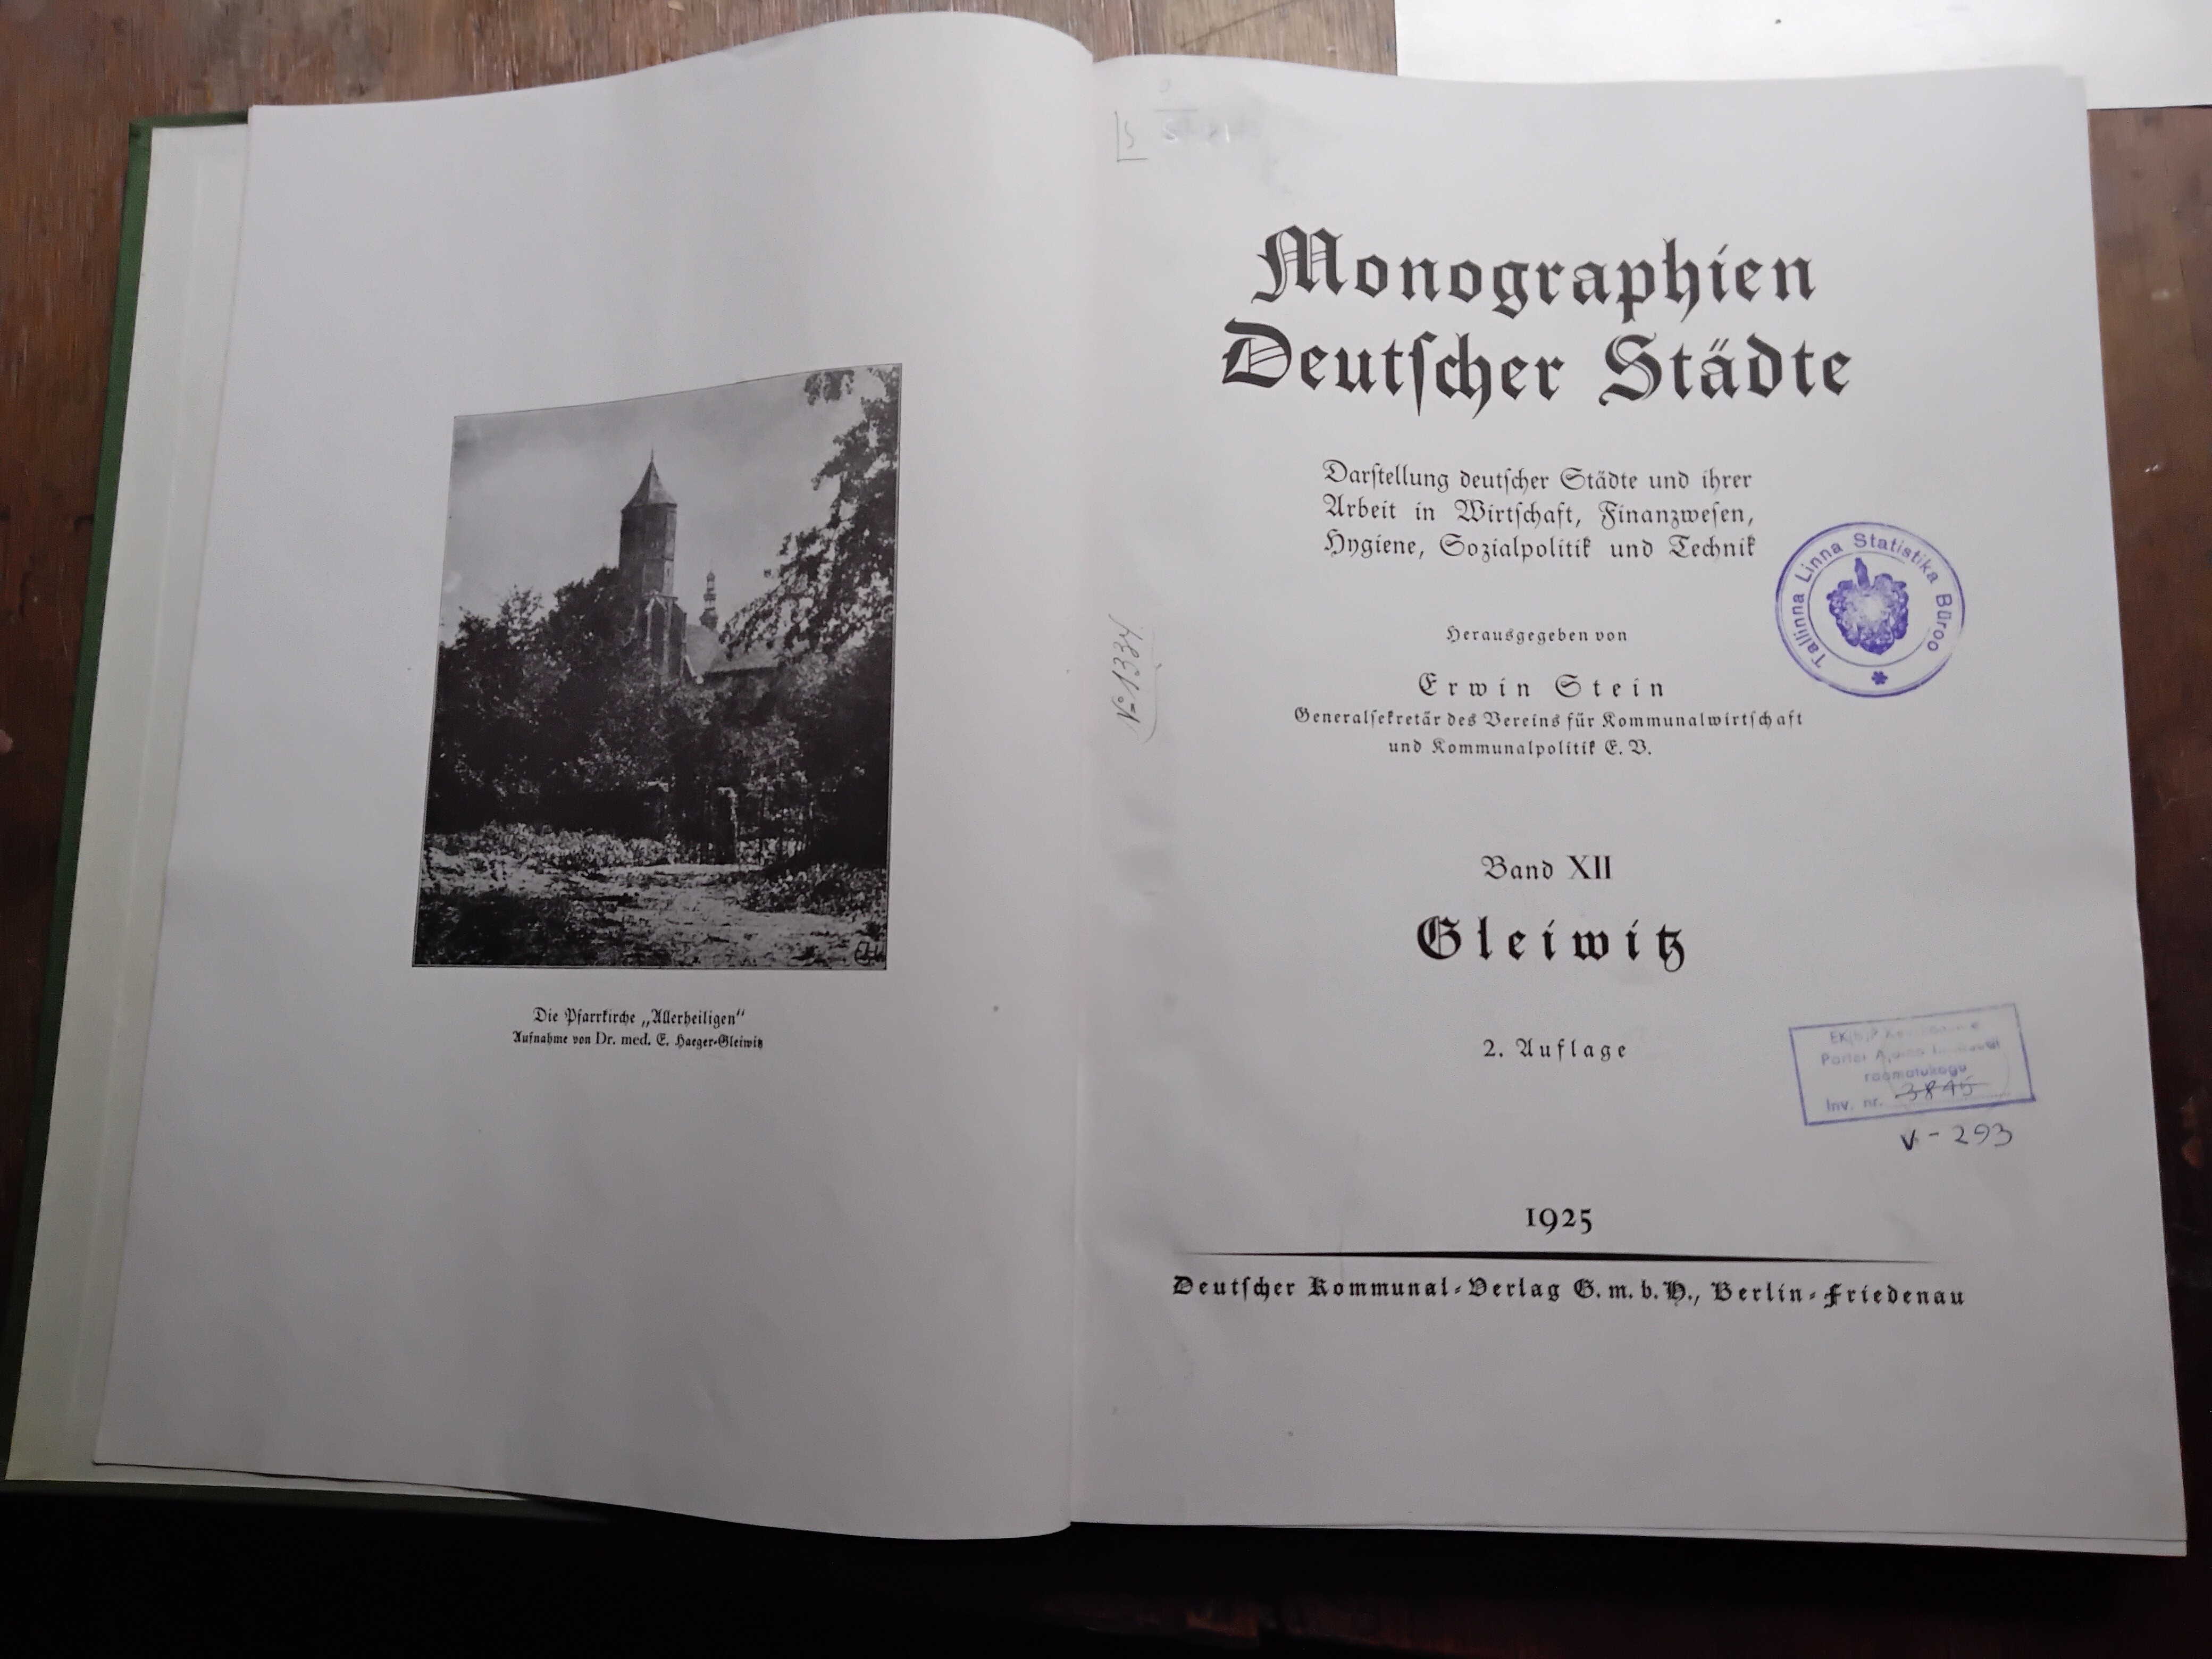 Die Pfarrkirche „Allerheiligen“
Aufnahme von Dr. med. E. Haeger-Gleiwitz
Monographien
Deutſcher Städte
Darſtellung deutſcher Städte und ihrer
Arbeit in Wirtſchaft, Finanzweſen,
Hygiene, Sozialpolitik und Technik
Herausgegeben von
Erwin Stein
Generalſekretär des Vereins für Kommunalwirtſchaft
und Kommunalpolitik E. V.
Tallinna Linna Statistika Büroo
No 1334
Band XII
Gleiwitz
2. Auflage
Partei
raamatukogu
Inv. nr. 3845
V-293
1925
Deutſcher Kommunal-Verlag G. m. b. H., Berlin-Friedenau